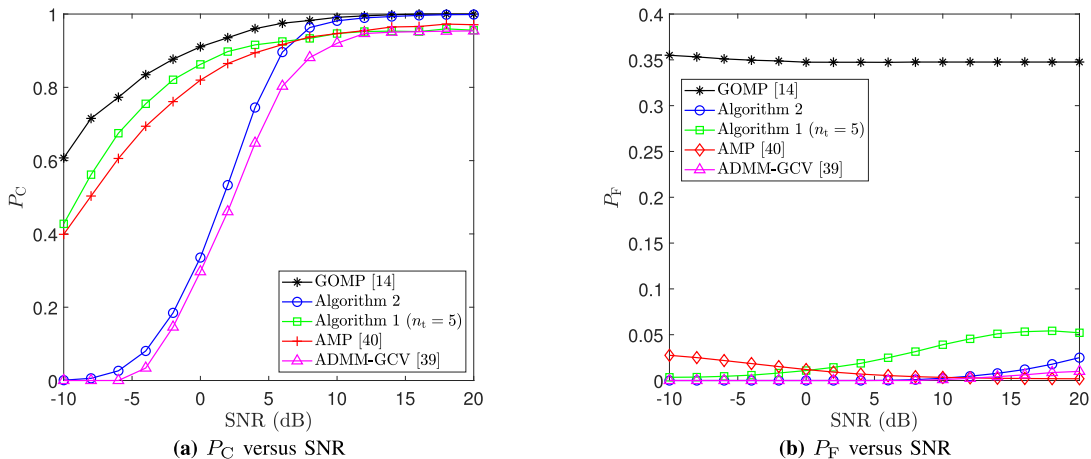 1
0.8
0.6
0.4
0.2
0
P_C
-10 -5 0 5 10 15 20
SNR (dB)
GOMP [14]
Algorithm 2
Algorithm 1 (n_t = 5)
AMP [40]
ADMM-GCV [39]
(a) P_C versus SNR
0.45
0.4
0.35
0.3
0.25
0.2
0.15
0.10
0.05
0
P_F
-10 -5 0 5 10 15 20
SNR (dB)
GOMP [14]
Algorithm 2
Algorithm 1 (n_t = 5)
AMP [40]
ADMM-GCV [39]
(b) P_F versus SNR